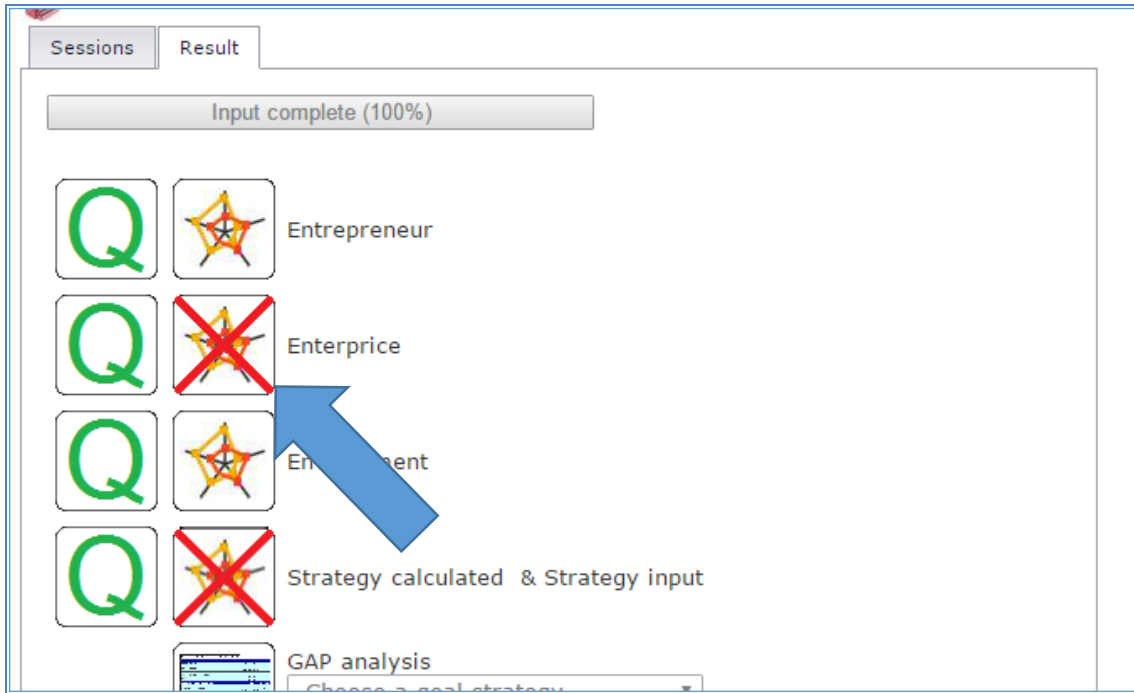 Sessions Result
Input complete (100%)
Q Entrepreneur
Q Enterprice
Q
Q Strategy calculated & Strategy input
GAP analysis
Choose a goal strategy